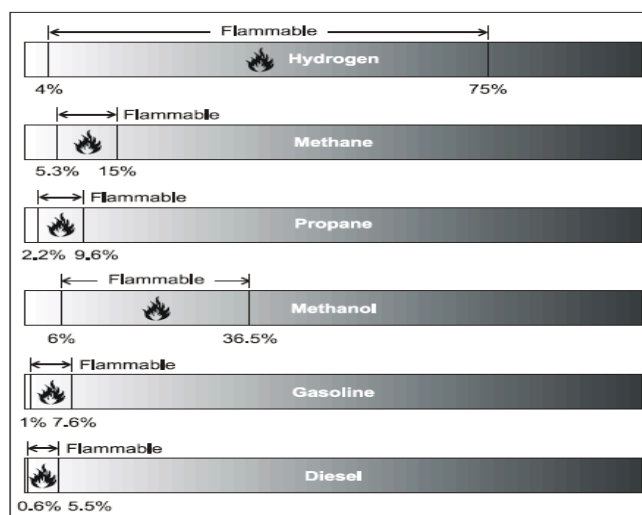 Flammable
Hydrogen
4% 75%
Flammable
Methane
5.3% 15%
Flammable
Propane
2.2% 9.6%
Flammable
Methanol
6% 36.5%
Flammable
Gasoline
1% 7.6%
Flammable
Diesel
0.6% 5.5%